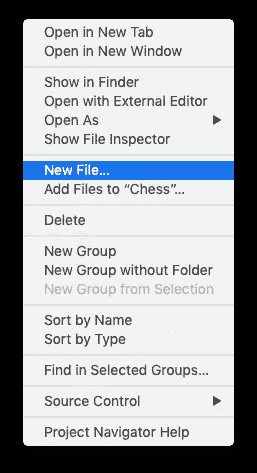 Open in New Tab
Open in New Window
Show in Finder
Open with External Editor
Open As
Show File Inspector
New File...
Add Files to “Chess”...
Delete
New Group
New Group without Folder
New Group from Selection
Sort by Name
Sort by Type
Find in Selected Groups...
Source Control
Project Navigator Help